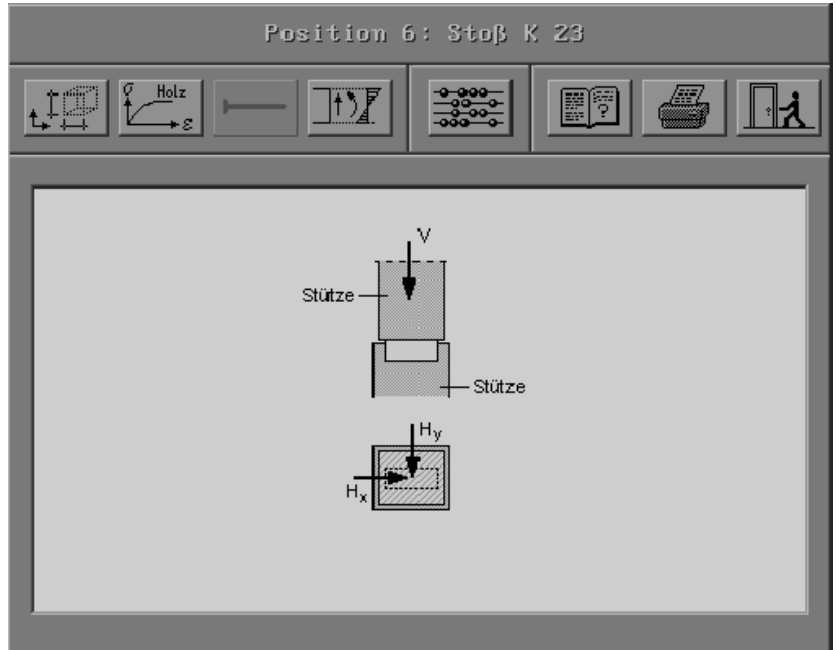 Position 6: Stoß K 23
σ Holz
ε
?
V
Stütze
Stütze
Hy
Hx